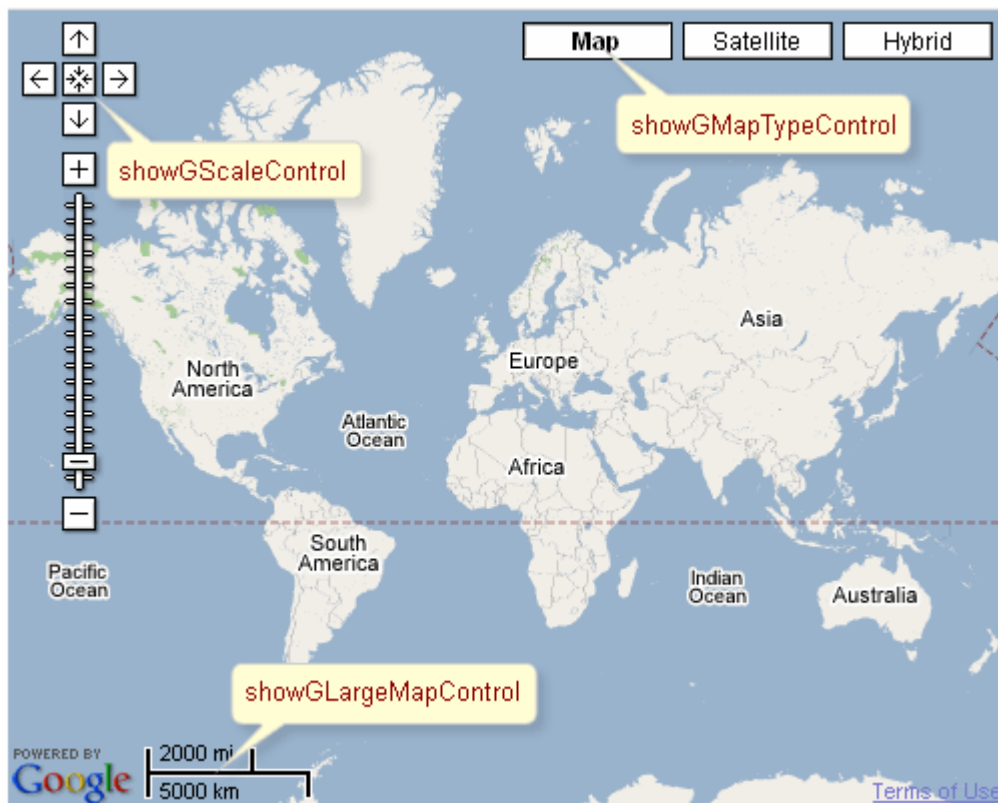 Map
Satellite
Hybrid
showGMapTypeControl
showGScaleControl
+
Asia
Europe
North
America
Atlantic
Ocean
Africa
−
South
America
Pacific
Ocean
Indian
Ocean
Australia
showGLargeMapControl
POWERED BY
Google
2000 mi
5000 km
Terms of Use